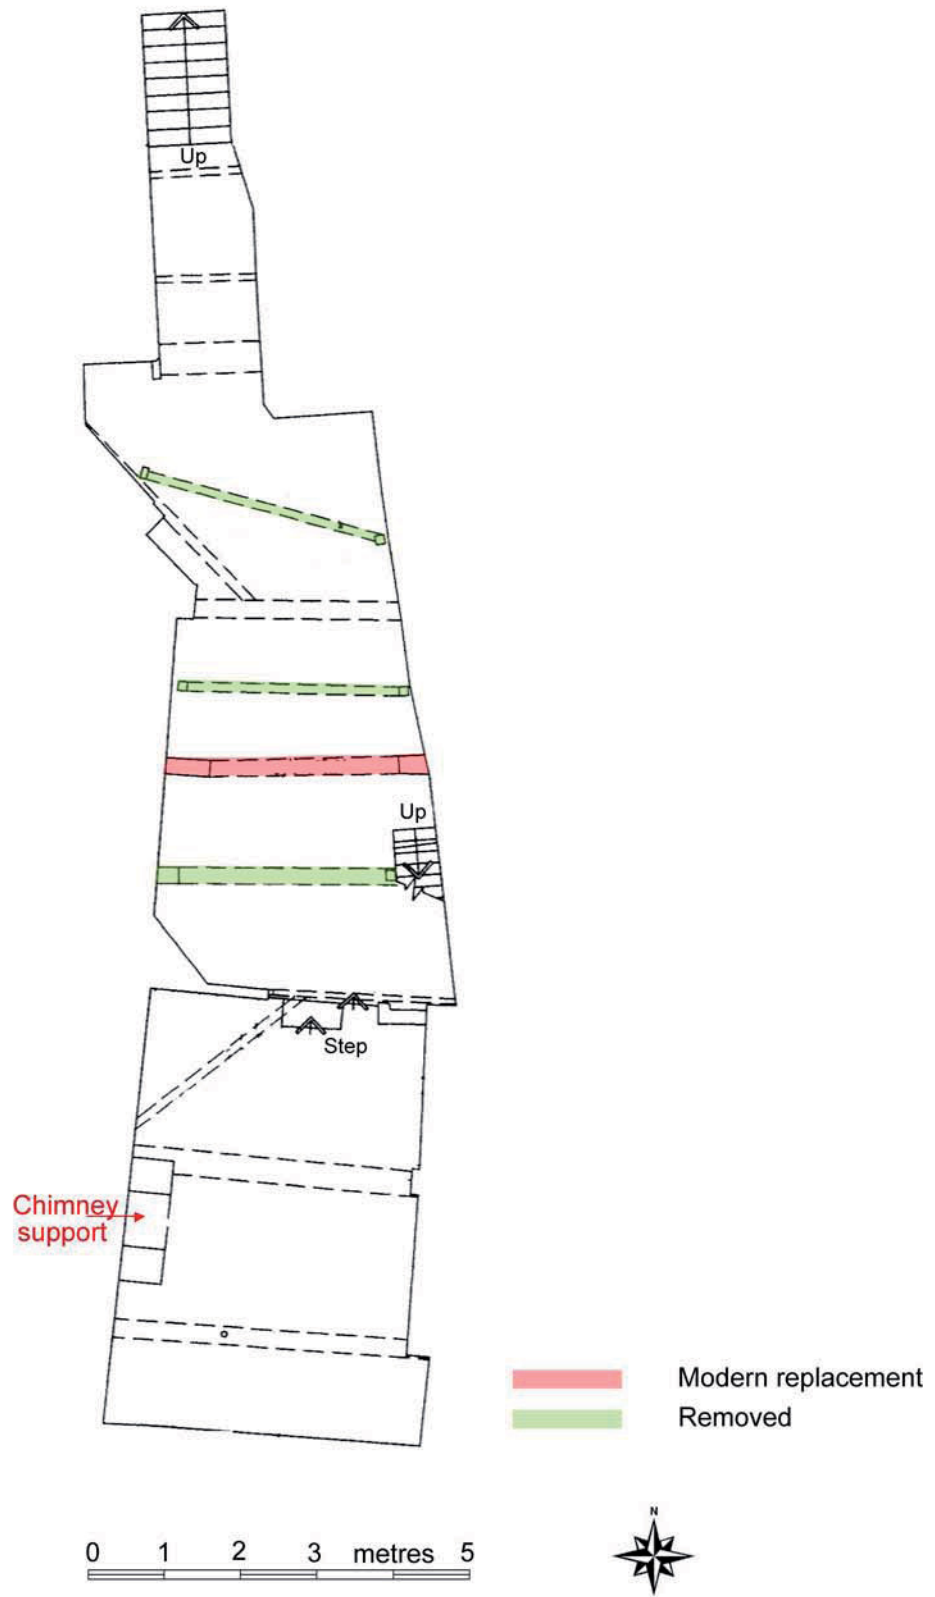 Up
Up
Step
Chimney
support
Modern replacement
Removed
0 1 2 3 metres 5
N